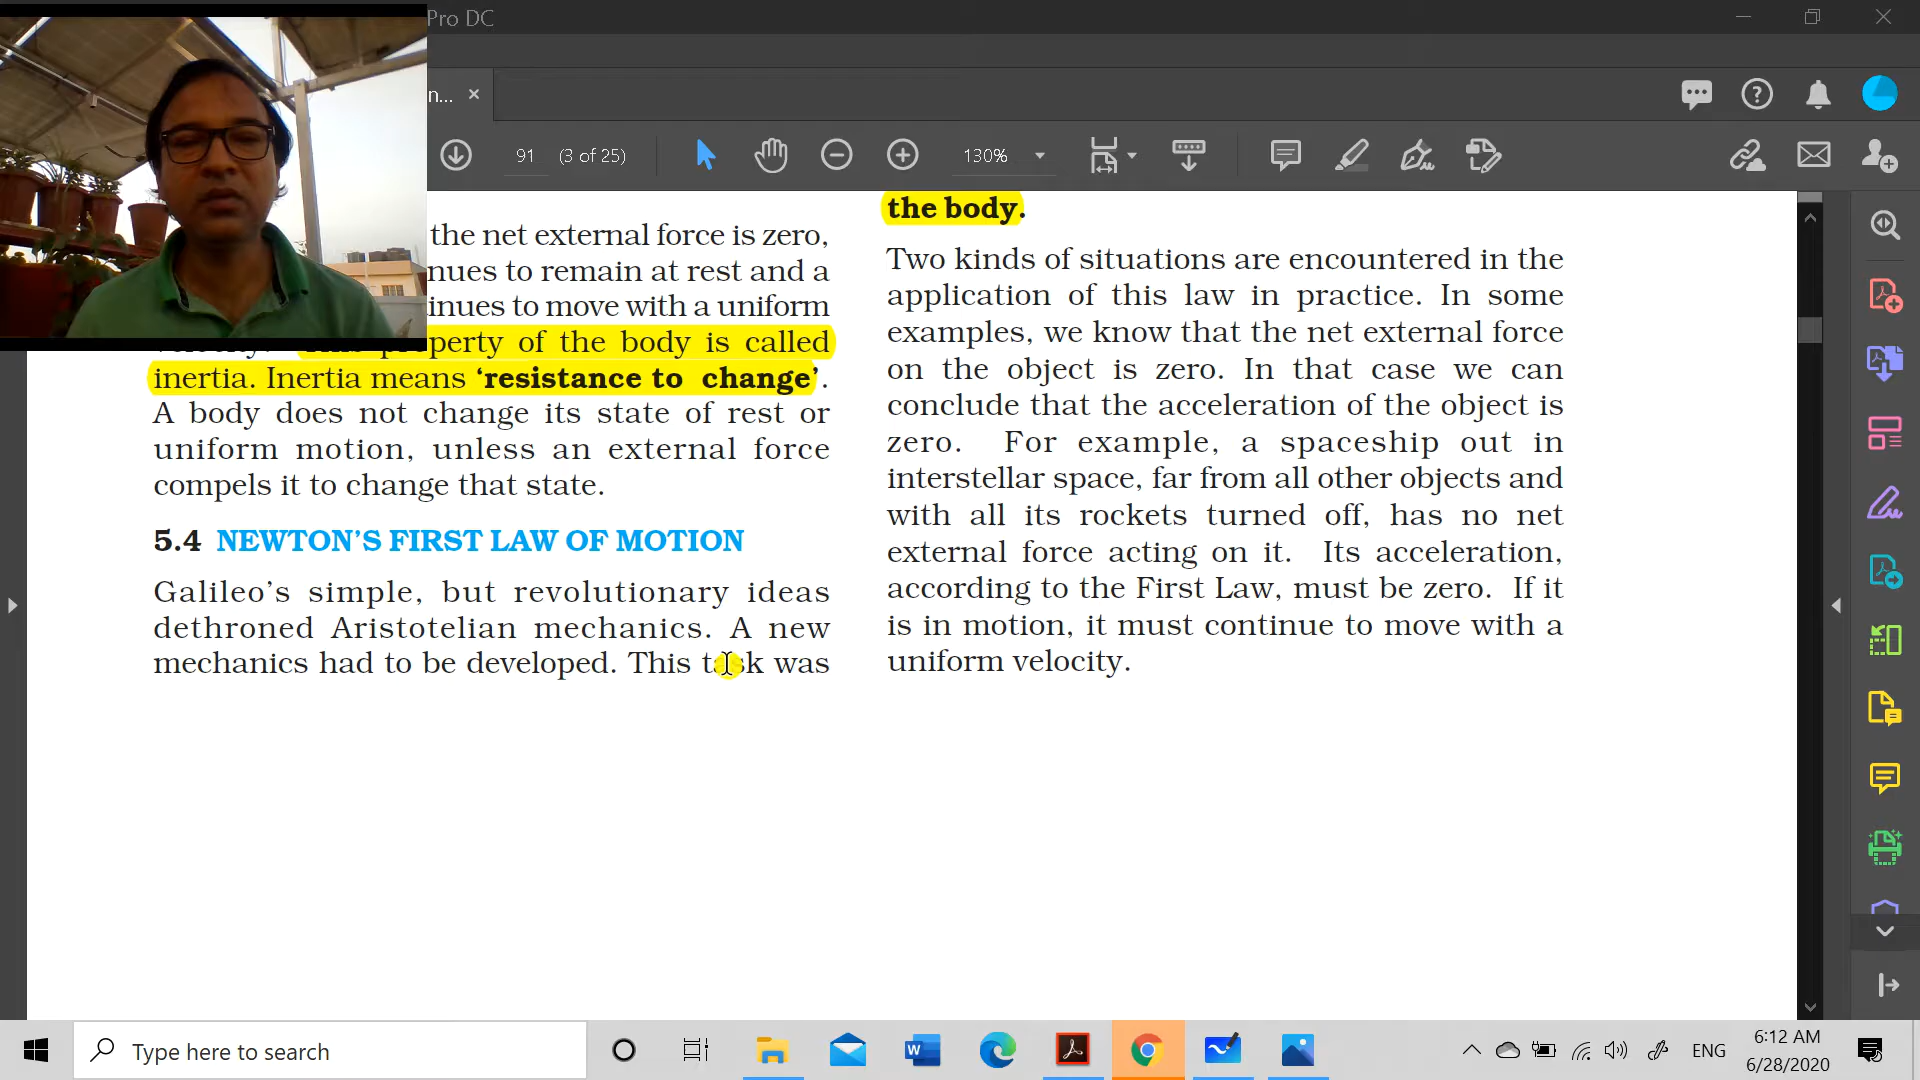 Pro DC
n...
91 (3 of 25)
130%
the net external force is zero,
nues to remain at rest and a
tinues to move with a uniform
property of the body is called
inertia. Inertia means ‘resistance to change’.
A body does not change its state of rest or
uniform motion, unless an external force
compels it to change that state.
5.4 NEWTON’S FIRST LAW OF MOTION
Galileo’s simple, but revolutionary ideas
dethroned Aristotelian mechanics. A new
mechanics had to be developed. This task was
the body.
Two kinds of situations are encountered in the
application of this law in practice. In some
examples, we know that the net external force
on the object is zero. In that case we can
conclude that the acceleration of the object is
zero. For example, a spaceship out in
interstellar space, far from all other objects and
with all its rockets turned off, has no net
external force acting on it. Its acceleration,
according to the First Law, must be zero. If it
is in motion, it must continue to move with a
uniform velocity.
Type here to search
ENG
6:12 AM
6/28/2020